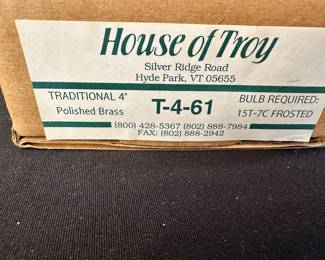 House of Troy
Silver Ridge Road
Hyde Park, VT 05655
TRADITIONAL 4"
Polished Brass
T-4-61
BULB REQUIRED:
15T-7C FROSTED
(800) 428-5367 (802) 888-7984
FAX: (802) 888-2942